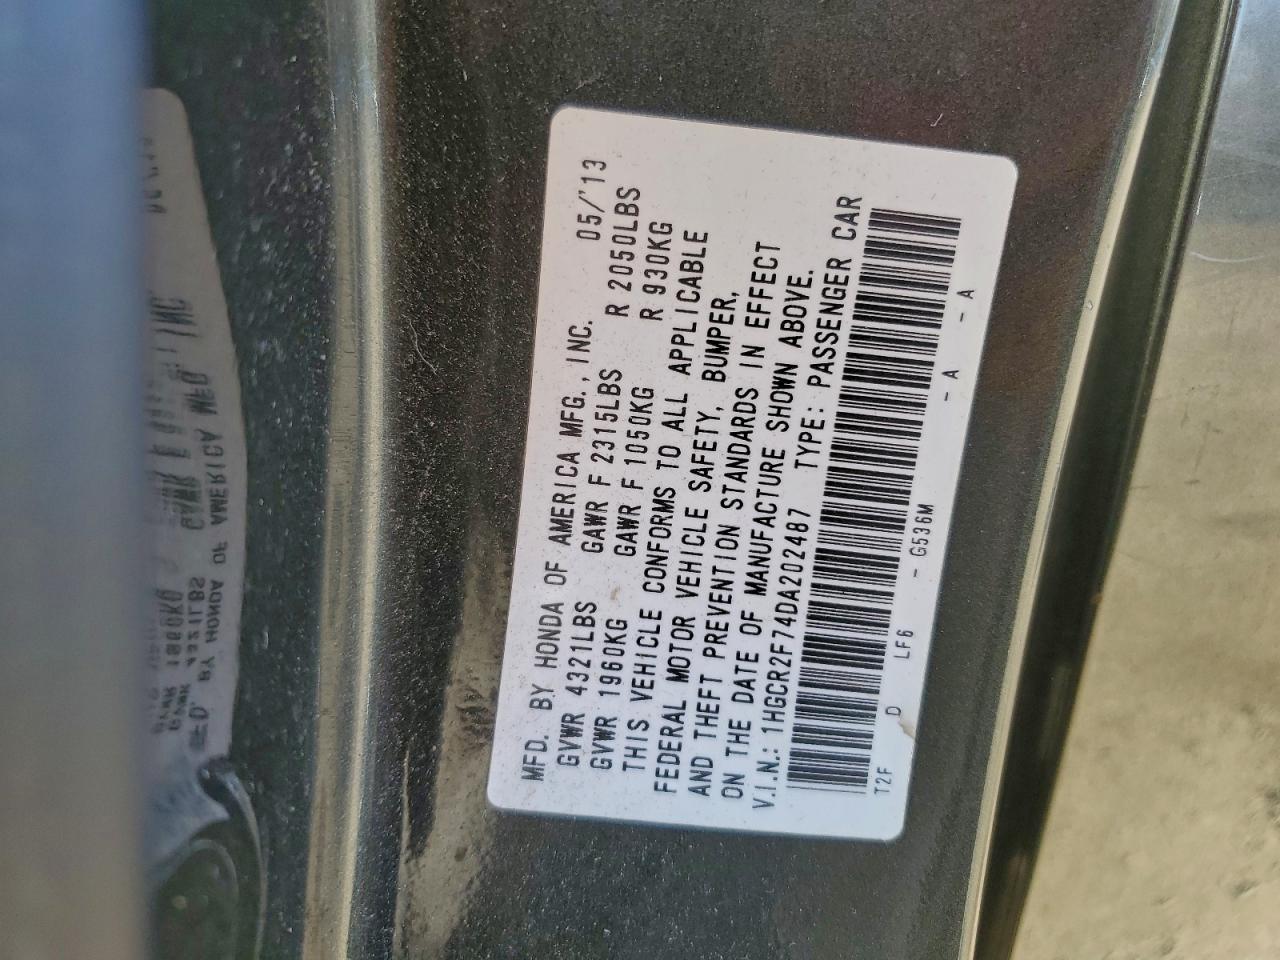 MFD. BY HONDA OF AMERICA MFG., INC. 05/'13
GVWR 4321LBS GAWR F 2315LBS R 2050LBS
GVWR 1960KG GAWR F 1050KG R 930KG
THIS VEHICLE CONFORMS TO ALL APPLICABLE
FEDERAL MOTOR VEHICLE SAFETY, BUMPER,
AND THEFT PREVENTION STANDARDS IN EFFECT
ON THE DATE OF MANUFACTURE SHOWN ABOVE.
V.I.N.: 1HGCR2F74DA202487 TYPE: PASSENGER CAR
T2F D LF6 - G536M - A - A